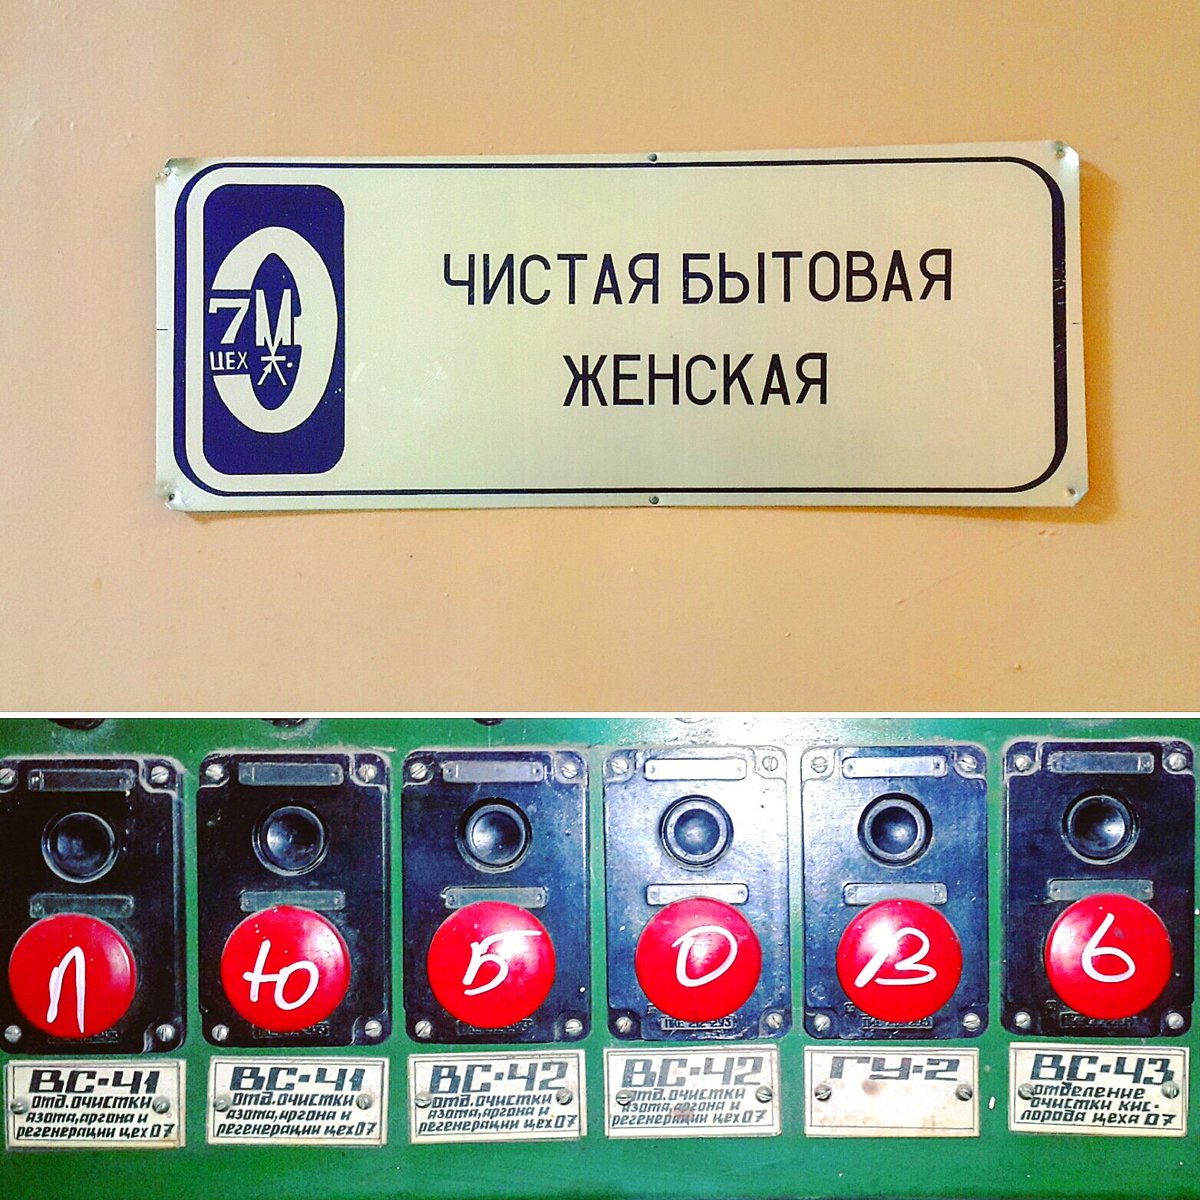 7М
ЦЕХ Ж.
ЧИСТАЯ БЫТОВАЯ
ЖЕНСКАЯ
Л Ю Б О В Ь
ВС-41
отд. очистки
азота, аргона и
регенерации цех 07
ВС-41
отд. очистки
азота, аргона и
регенерации цех 07
ВС-42
отд. очистки
азота, аргона и
регенерации цех 07
ВС-42
отд. очистки
азота, аргона и
регенерации цех 07
ГУ-2
ВС-43
отделение
очистки кис-
лорода цеха 07